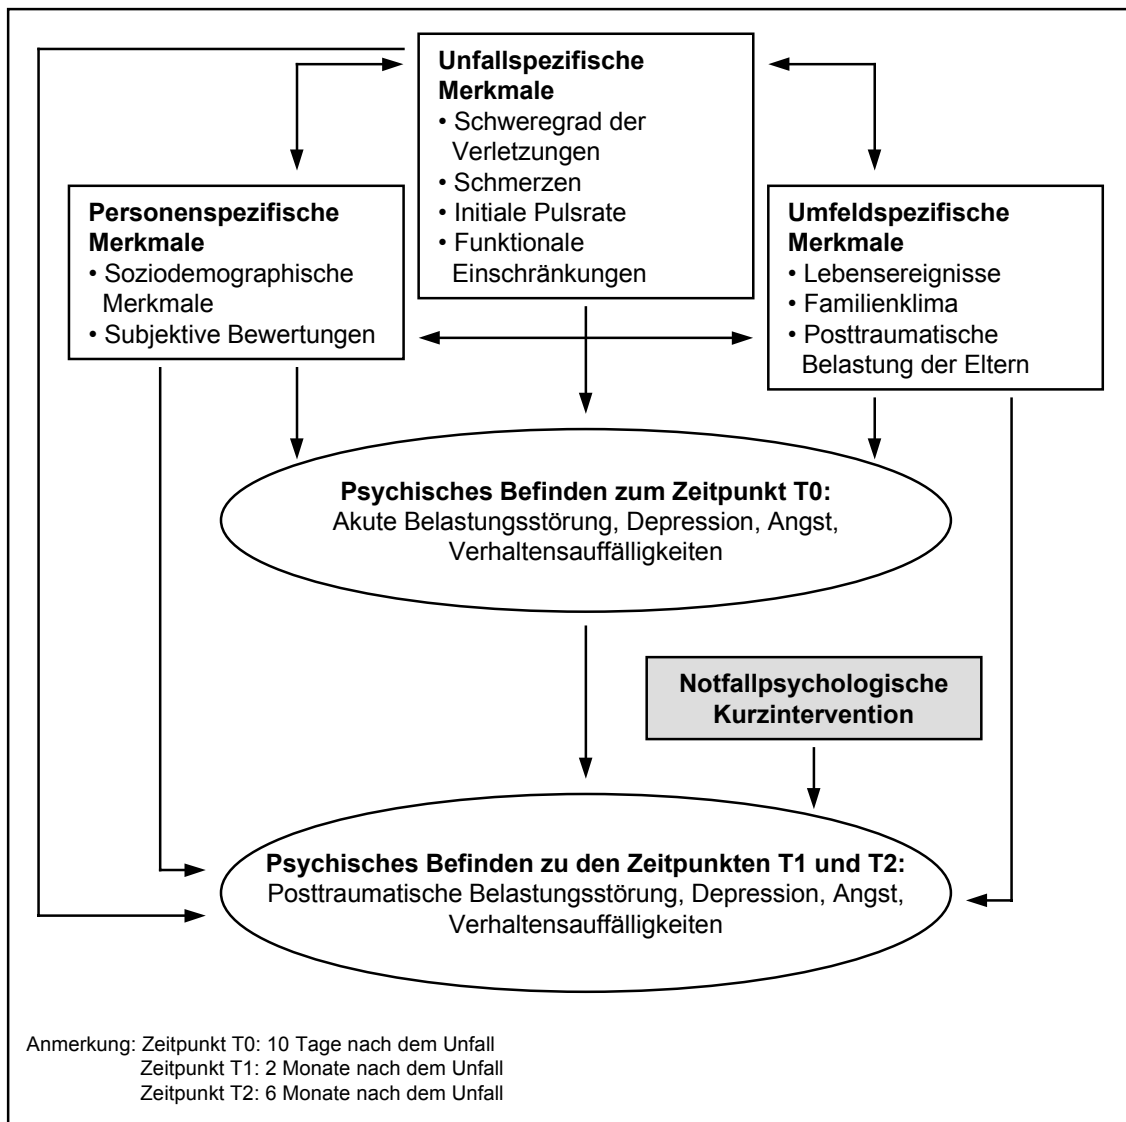 Unfallspezifische
Merkmale
• Schweregrad der
Verletzungen
• Schmerzen
• Initiale Pulsrate
• Funktionale
Einschränkungen
Personenspezifische
Merkmale
• Soziodemographische
Merkmale
• Subjektive Bewertungen
Umfeldspezifische
Merkmale
• Lebensereignisse
• Familienklima
• Posttraumatische
Belastung der Eltern
Psychisches Befinden zum Zeitpunkt T0:
Akute Belastungsstörung, Depression, Angst,
Verhaltensauffälligkeiten
Notfallpsychologische
Kurzintervention
Psychisches Befinden zu den Zeitpunkten T1 und T2:
Posttraumatische Belastungsstörung, Depression, Angst,
Verhaltensauffälligkeiten
Anmerkung: Zeitpunkt T0: 10 Tage nach dem Unfall
Zeitpunkt T1: 2 Monate nach dem Unfall
Zeitpunkt T2: 6 Monate nach dem Unfall